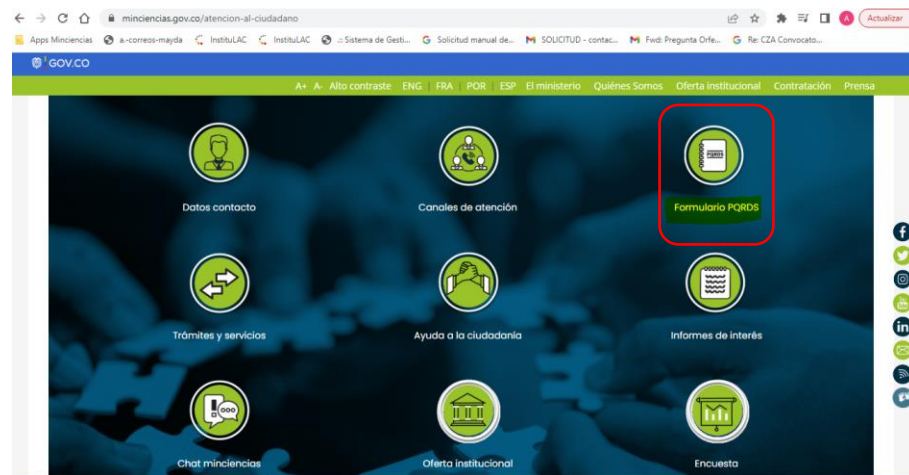 minciencias.gov.co/atencion-al-ciudadano
A
Actualizar
Apps Minciencias a.-correos-mayda InstituLAC InstituLAC .:: Sistema de Gesti... Solicitud manual de... SOLICITUD - contac... Fwd: Pregunta Orfe... Re: CZA Convocato...
GOV.CO
A+ A- Alto contraste ENG FRA POR ESP El ministerio Quiénes Somos Oferta institucional Contratación Prensa
PQRDS
Datos contacto
Canales de atención
Formulario PQRDS
Trámites y servicios
Ayuda a la ciudadanía
Informes de interés
Chat minciencias
Oferta institucional
Encuesta